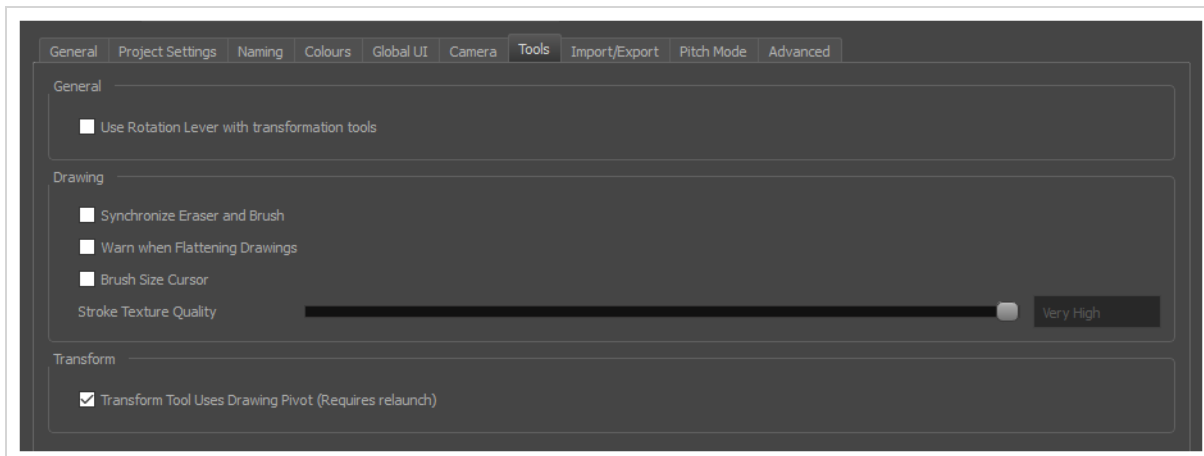 General Project Settings Naming Colours Global UI Camera Tools Import/Export Pitch Mode Advanced
General
Use Rotation Lever with transformation tools
Drawing
Synchronize Eraser and Brush
Warn when Flattening Drawings
Brush Size Cursor
Stroke Texture Quality Very High
Transform
Transform Tool Uses Drawing Pivot (Requires relaunch)